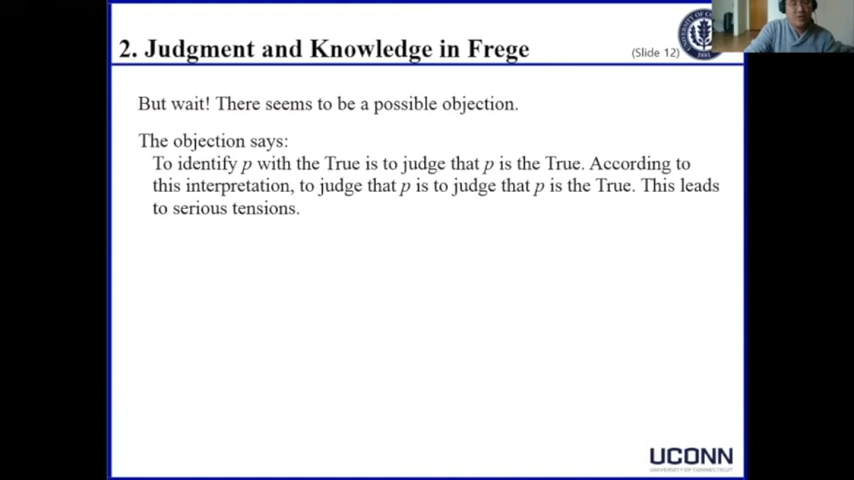 2. Judgment and Knowledge in Frege
(Slide 12)
But wait! There seems to be a possible objection.
The objection says:
To identify p with the True is to judge that p is the True. According to
this interpretation, to judge that p is to judge that p is the True. This leads
to serious tensions.
UCONN
UNIVERSITY OF CONNECTICUT